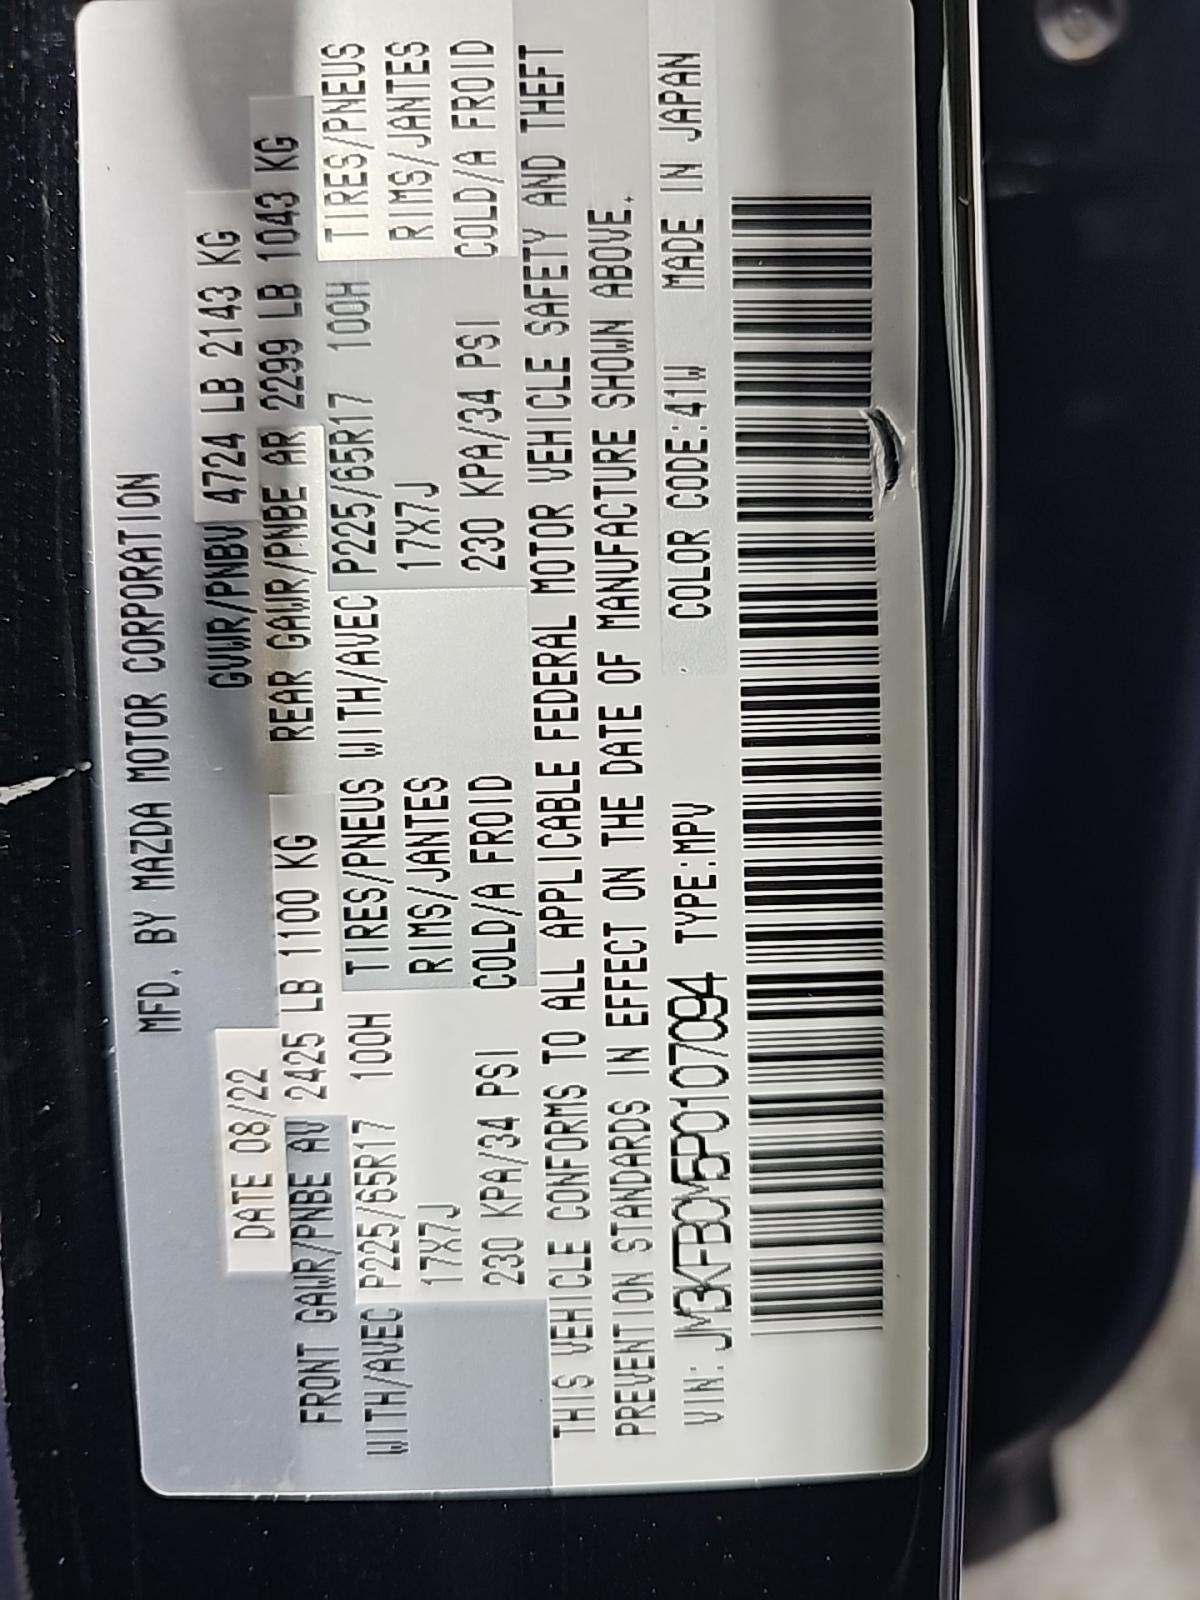 MFD. BY MAZDA MOTOR CORPORATION
DATE 08/22 GVWR/PNBV 4724 LB 2143 KG
FRONT GAWR/PNBE AV 2425 LB 1100 KG REAR GAWR/PNBE AR 2299 LB 1043 KG
WITH/AVEC P225/65R17 100H TIRES/PNEUS WITH/AVEC P225/65R17 100H TIRES/PNEUS
17X7J RIMS/JANTES 17X7J RIMS/JANTES
230 KPA/34 PSI COLD/A FROID 230 KPA/34 PSI COLD/A FROID
THIS VEHICLE CONFORMS TO ALL APPLICABLE FEDERAL MOTOR VEHICLE SAFETY AND THEFT
PREVENTION STANDARDS IN EFFECT ON THE DATE OF MANUFACTURE SHOWN ABOVE.
VIN: JM3KFBCM5P0107094 TYPE:MPV COLOR CODE:41W MADE IN JAPAN